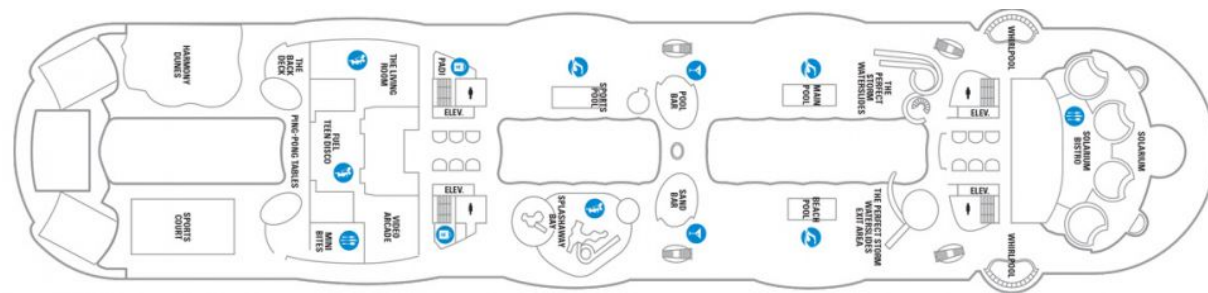 HARMONY
DUNES
THE
BACK
DECK
THE LIVING
ROOM
PADI
ELEV.
SPORTS
POOL
POOL
BAR
MAIN
POOL
THE
PERFECT
STORM
WATERSLIDES
ELEV.
WHIRLPOOL
PING-PONG TABLES
FUEL
TEEN DISCO
SOLARIUM
BISTRO
SOLARIUM
SPORTS
COURT
MINI
BITES
VIDEO
ARCADE
ELEV.
SPLASHAWAY
BAY
SAND
BAR
BEACH
POOL
THE PERFECT STORM
WATERSLIDES
EXIT AREA
ELEV.
WHIRLPOOL